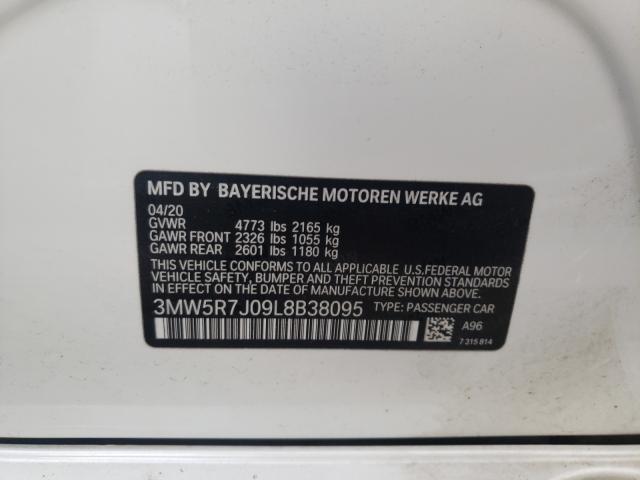 MFD BY BAYERISCHE MOTOREN WERKE AG
04/20
GVWR 4773 lbs 2165 kg
GAWR FRONT 2326 lbs 1055 kg
GAWR REAR 2601 lbs 1180 kg
THIS VEHICLE CONFORMS TO ALL APPLICABLE U.S.FEDERAL MOTOR
VEHICLE SAFETY, BUMPER AND THEFT PREVENTION STANDARDS
IN EFFECT ON THE DATE OF MANUFACTURE SHOWN ABOVE.
3MW5R7J09L8B38095 TYPE: PASSENGER CAR
A96
7 315 814